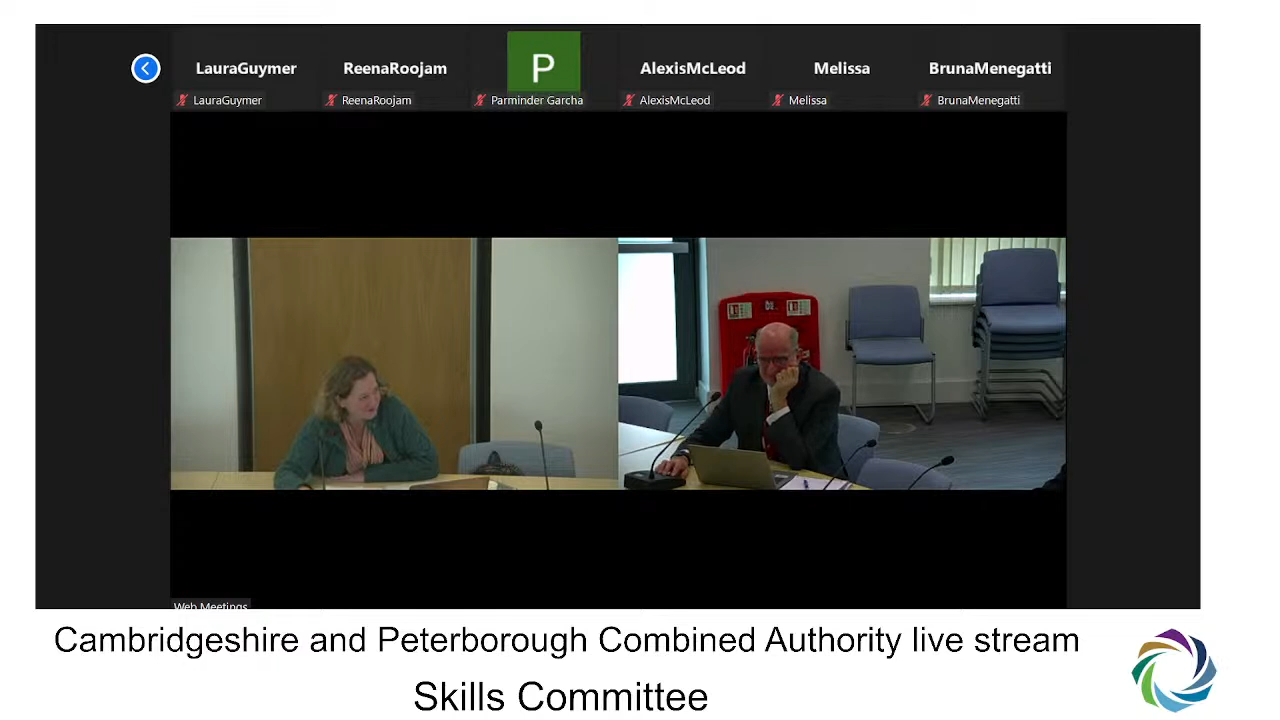 LauraGuymer ReenaRoojam P AlexisMcLeod Melissa BrunaMenegatti
LauraGuymer ReenaRoojam Parminder Garcha AlexisMcLeod Melissa BrunaMenegatti
Web Meetings
Cambridgeshire and Peterborough Combined Authority live stream
Skills Committee